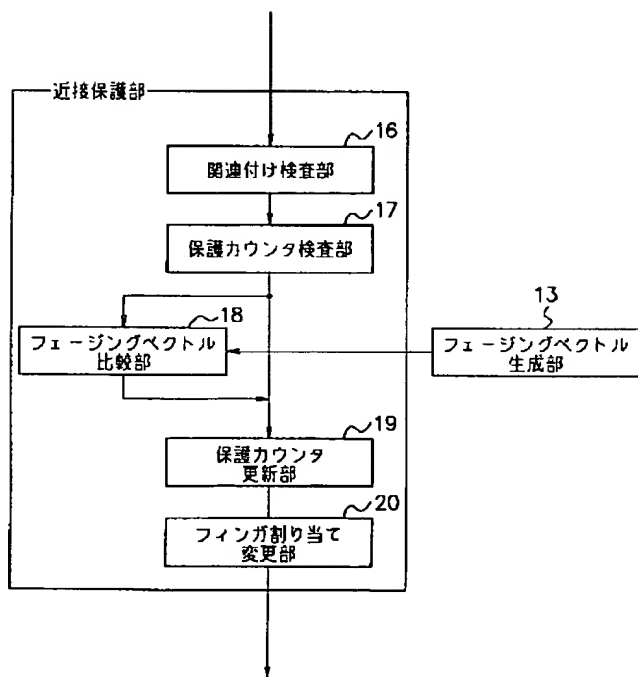 近接保護部
16
関連付け検査部
17
保護カウンタ検査部
18
フェージングベクトル
比較部
13
フェージングベクトル
生成部
19
保護カウンタ
更新部
20
フィンガ割り当て
変更部